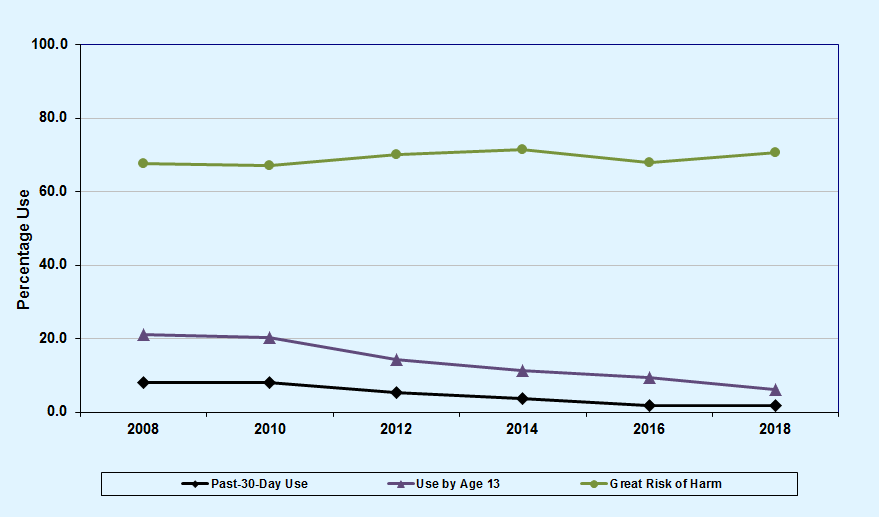 100.0
80.0
60.0
40.0
20.0
0.0
Percentage Use
2008 2010 2012 2014 2016 2018
Past-30-Day Use Use by Age 13 Great Risk of Harm